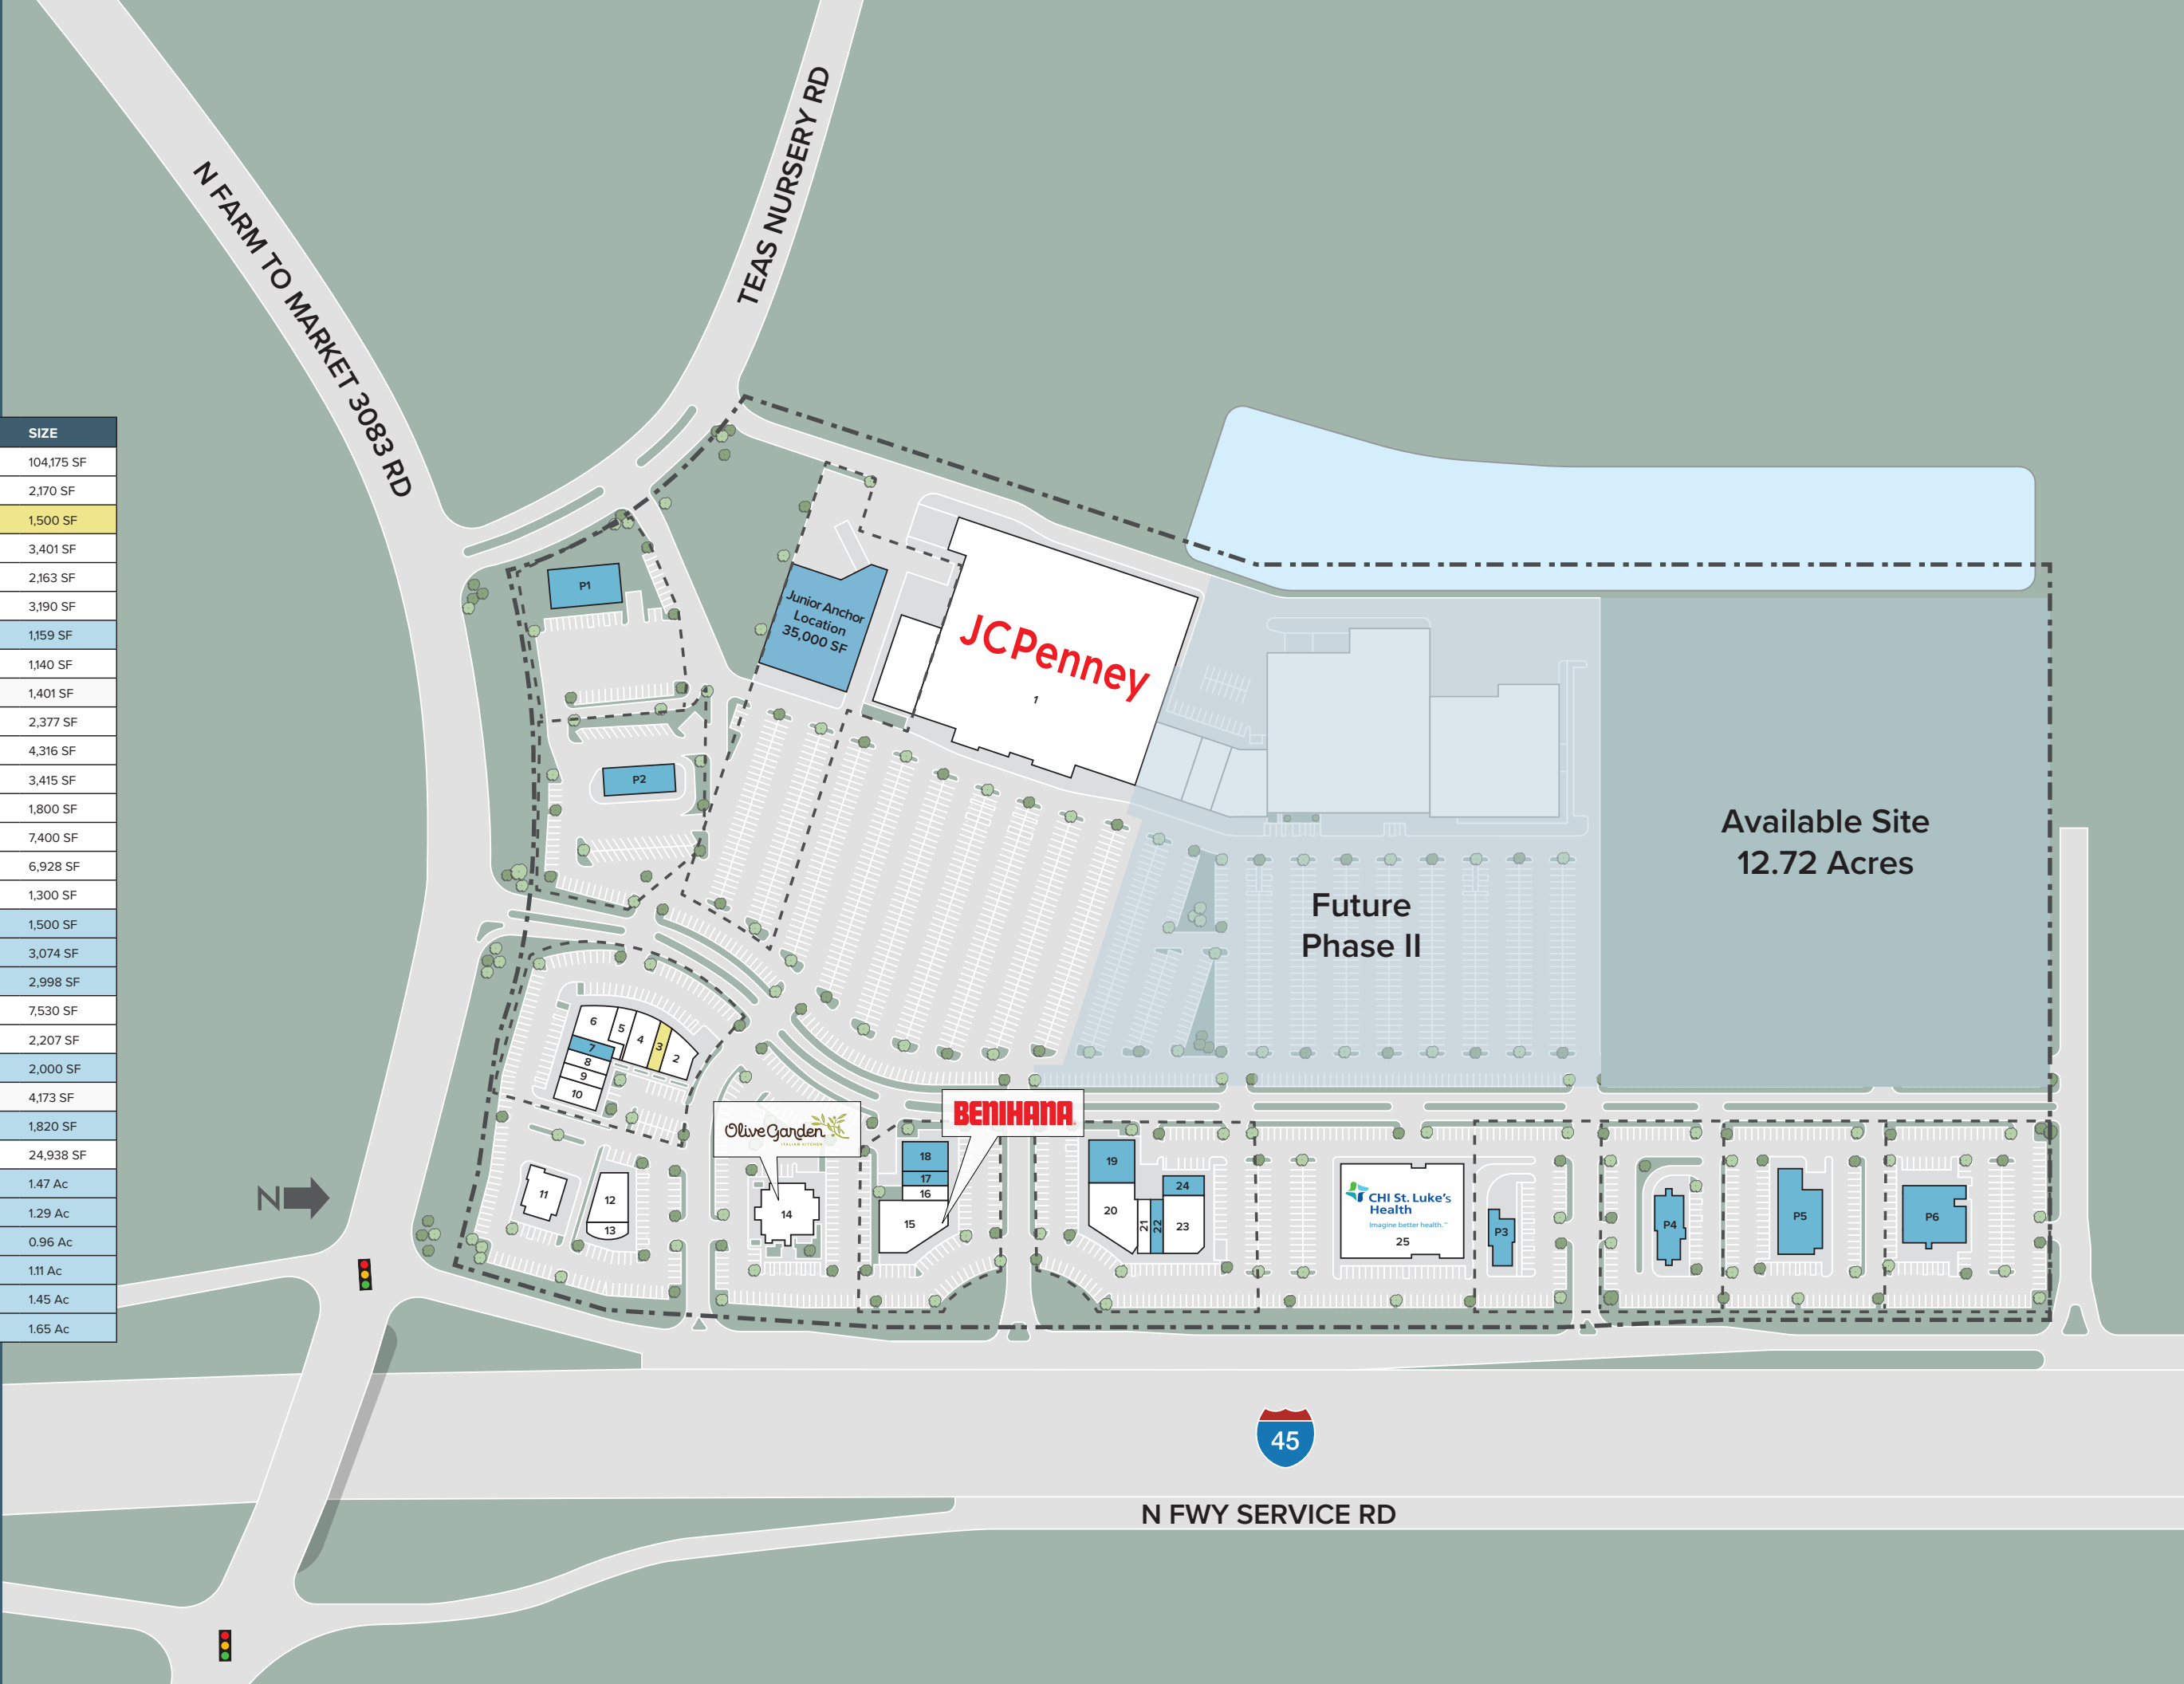 N FARM TO MARKET 3083 RD
TEAS NURSERY RD
SIZE
104,175 SF
2,170 SF
1,500 SF
3,401 SF
2,163 SF
3,190 SF
1,159 SF
1,140 SF
1,401 SF
2,377 SF
4,316 SF
3,415 SF
1,800 SF
7,400 SF
6,928 SF
1,300 SF
1,500 SF
3,074 SF
2,998 SF
7,530 SF
2,207 SF
2,000 SF
4,173 SF
1,820 SF
24,938 SF
1.47 Ac
1.29 Ac
0.96 Ac
1.11 Ac
1.45 Ac
1.65 Ac
P1
P2
Junior Anchor
Location
35,000 SF
JCPenney
1
Future
Phase II
Available Site
12.72 Acres
6
5
4
3
2
7
8
9
10
11
12
13
N
Olive Garden
ITALIAN KITCHEN
14
BENIHANA
18
17
16
15
19
20
21
22
23
24
CHI St. Luke's
Health
Imagine better health.™
25
P3
P4
P5
P6
45
N FWY SERVICE RD